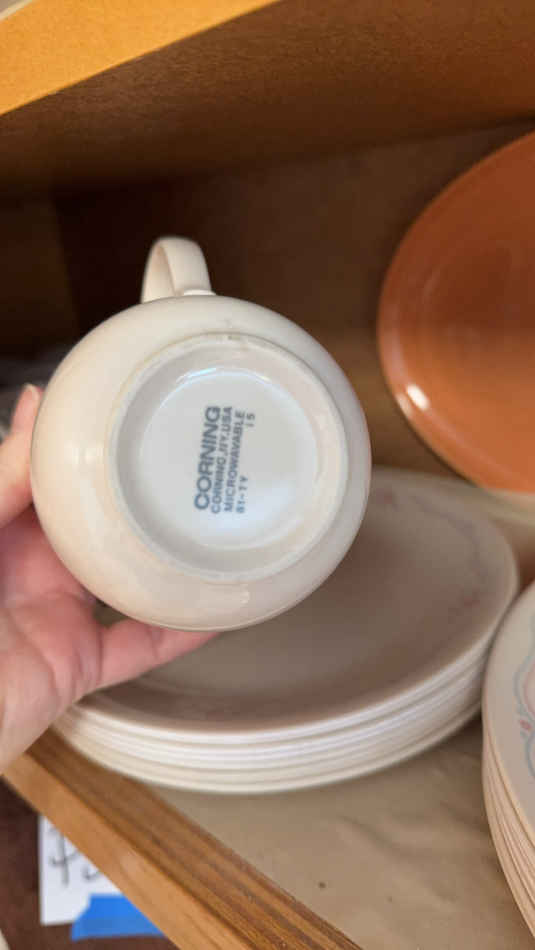 CORNING
CORNING,NY,USA
MICROWAVABLE
81-TY 15